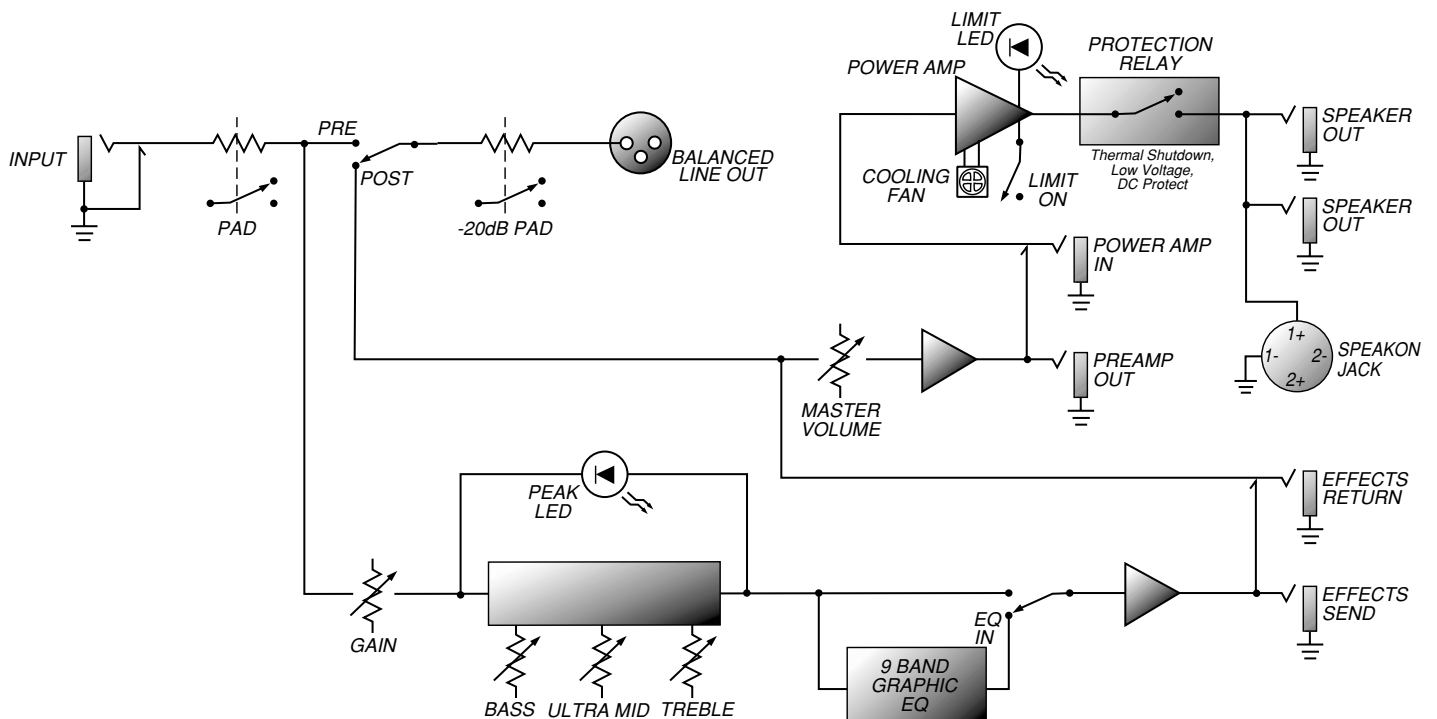 LIMIT
LED
PROTECTION
RELAY
POWER AMP
INPUT
PRE
POST
PAD
-20dB PAD
BALANCED
LINE OUT
COOLING
FAN
LIMIT
ON
Thermal Shutdown,
Low Voltage,
DC Protect
SPEAKER
OUT
SPEAKER
OUT
POWER AMP
IN
1+
1-
2-
2+
SPEAKON
JACK
MASTER
VOLUME
PREAMP
OUT
PEAK
LED
EFFECTS
RETURN
GAIN
BASS
ULTRA MID
TREBLE
EQ
IN
9 BAND
GRAPHIC
EQ
EFFECTS
SEND